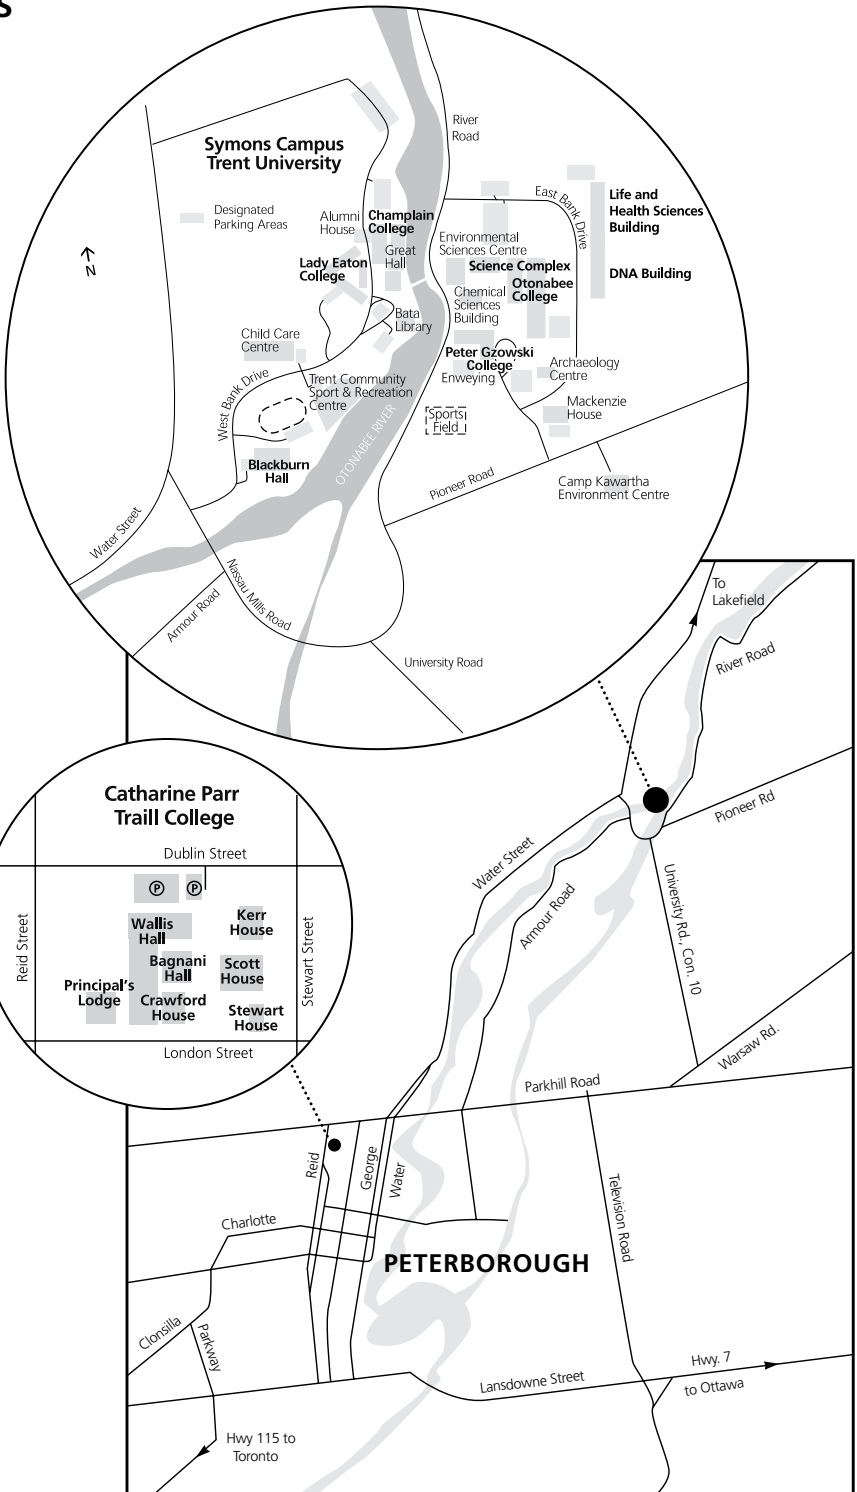 s
River
Road
Symons Campus
Trent University
East Bank Drive
Life and
Health Sciences
Building
Designated
Parking Areas
Alumni
House
Champlain
College
Environmental
Sciences Centre
Great
Hall
N
Lady Eaton
College
Science Complex
DNA Building
Otonabee
College
Chemical
Sciences
Building
Bata
Library
Child Care
Centre
Peter Gzowski
College
Enweying
Archaeology
Centre
West Bank Drive
Trent Community
Sport & Recreation
Centre
Mackenzie
House
Sports
Field
OTONABEE RIVER
Blackburn
Hall
Pioneer Road
Camp Kawartha
Environment Centre
Water Street
Nassau Mills Road
Armour Road
University Road
To
Lakefield
River Road
Catharine Parr
Traill College
Pioneer Rd
Dublin Street
Water Street
P
P
Armour Road
University Rd., Con. 10
Reid Street
Wallis
Hall
Kerr
House
Stewart Street
Bagnani
Hall
Scott
House
Principal's
Lodge
Crawford
House
Stewart
House
London Street
Warsaw Rd.
Parkhill Road
Reid
George
Water
Television Road
Charlotte
PETERBOROUGH
Clonsilla
Parkway
Lansdowne Street
Hwy. 7
to Ottawa
Hwy 115 to
Toronto